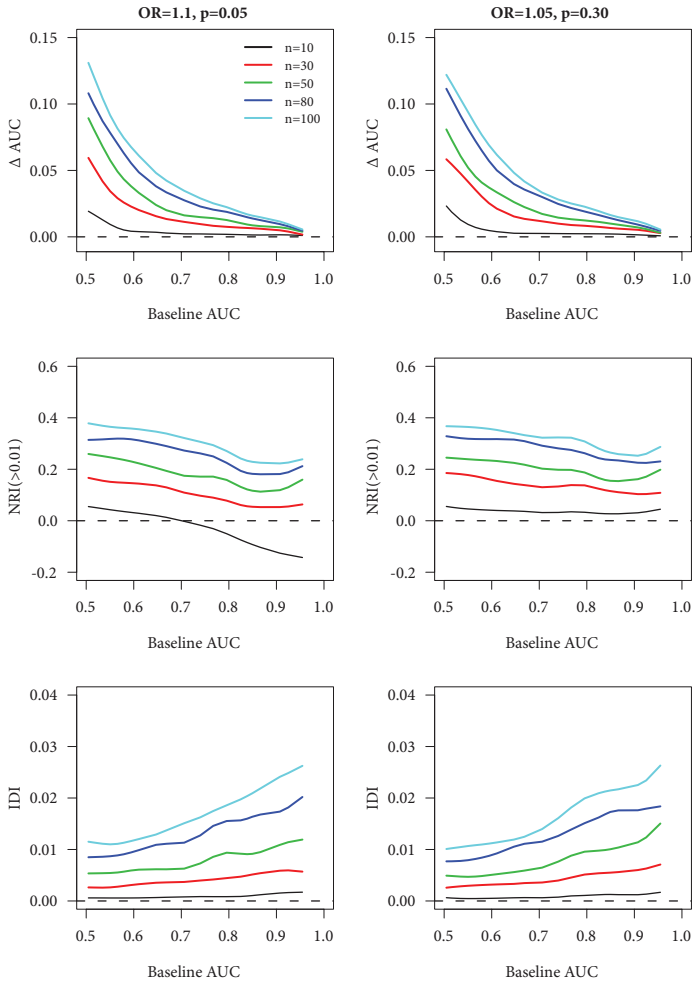 OR=1.1, p=0.05
OR=1.05, p=0.30
0.15
0.10
0.05
0.00
Δ AUC
n=10
n=30
n=50
n=80
n=100
0.5 0.6 0.7 0.8 0.9 1.0
Baseline AUC
0.15
0.10
0.05
0.00
Δ AUC
0.5 0.6 0.7 0.8 0.9 1.0
Baseline AUC
0.6
0.4
0.2
0.0
-0.2
NRI(>0.01)
0.5 0.6 0.7 0.8 0.9 1.0
Baseline AUC
0.6
0.4
0.2
0.0
-0.2
NRI(>0.01)
0.5 0.6 0.7 0.8 0.9 1.0
Baseline AUC
0.04
0.03
0.02
0.01
0.00
IDI
0.5 0.6 0.7 0.8 0.9 1.0
Baseline AUC
0.04
0.03
0.02
0.01
0.00
IDI
0.5 0.6 0.7 0.8 0.9 1.0
Baseline AUC